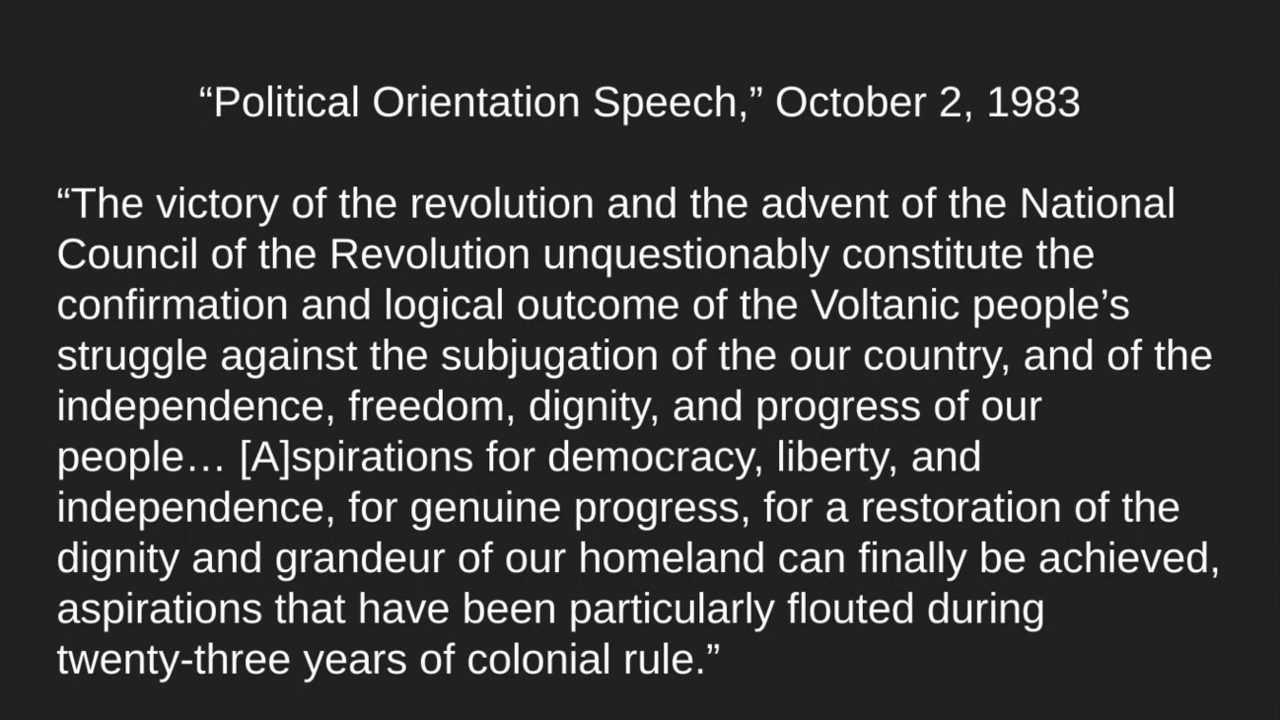 “Political Orientation Speech,” October 2, 1983
“The victory of the revolution and the advent of the National
Council of the Revolution unquestionably constitute the
confirmation and logical outcome of the Voltanic people’s
struggle against the subjugation of the our country, and of the
independence, freedom, dignity, and progress of our
people… [A]spirations for democracy, liberty, and
independence, for genuine progress, for a restoration of the
dignity and grandeur of our homeland can finally be achieved,
aspirations that have been particularly flouted during
twenty-three years of colonial rule.”